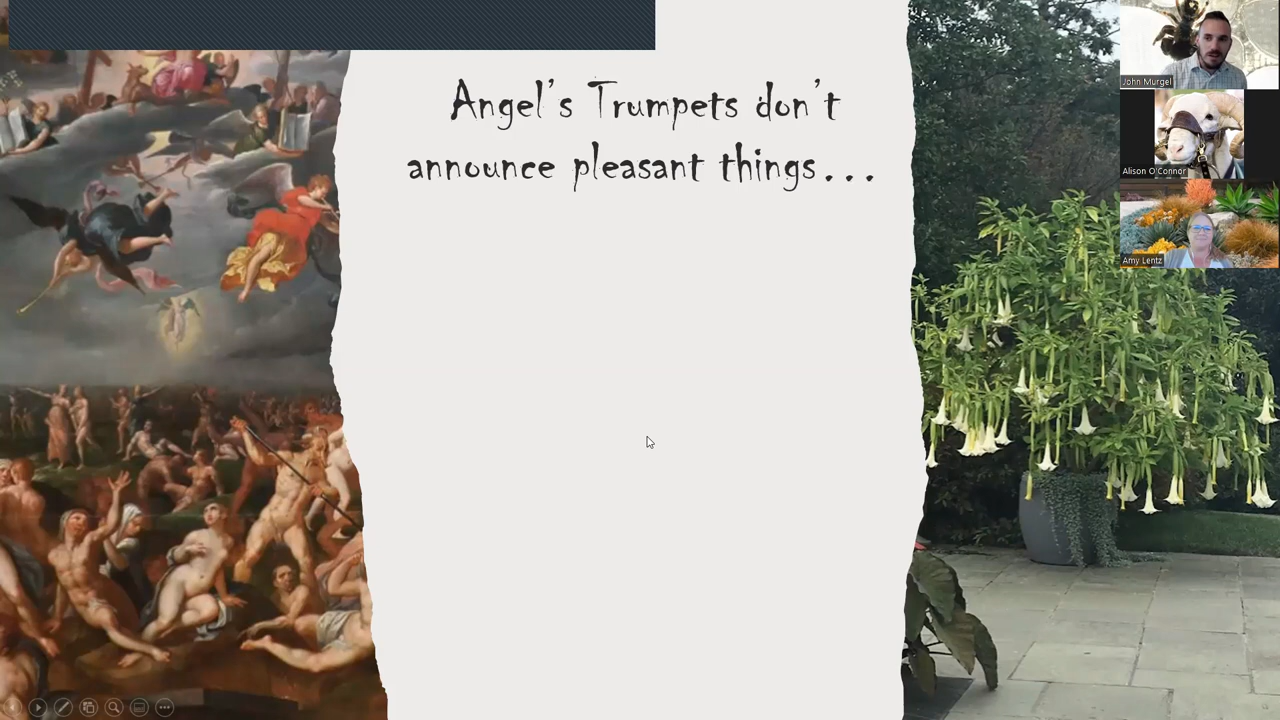 Angel's Trumpets don't
announce pleasant things...
John Murgel
Alison O'Connor
Amy Lentz